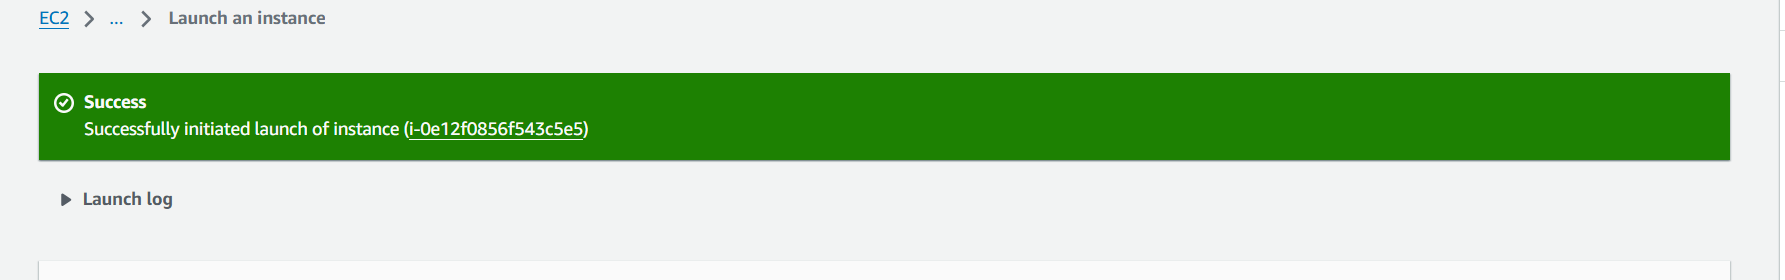 EC2 > ... > Launch an instance
Success
Successfully initiated launch of instance (i-0e12f0856f543c5e5)
Launch log